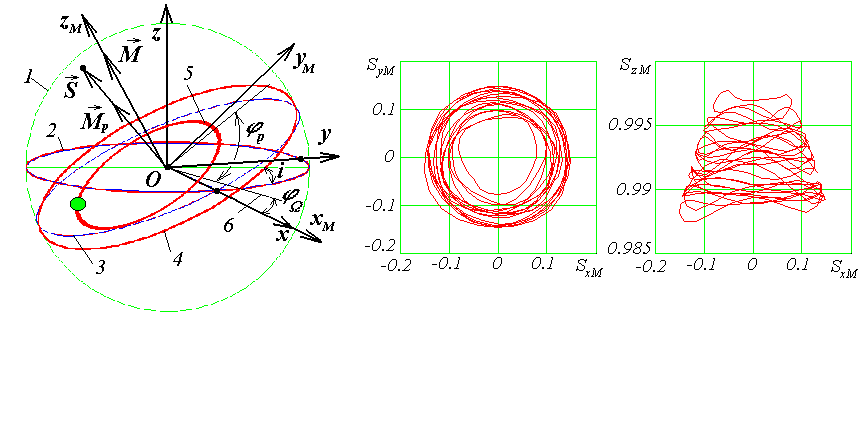 z_M
z
M
1
S
5
y_M
M_p
2
φ_p
y
O
i
φ_Ω
6
x
x_M
3
4
S_yM
0.1
0
-0.1
-0.2
-0.2 -0.1 0 0.1 S_xM
S_zM
0.995
0.99
0.985
-0.2 -0.1 0 0.1 S_xM